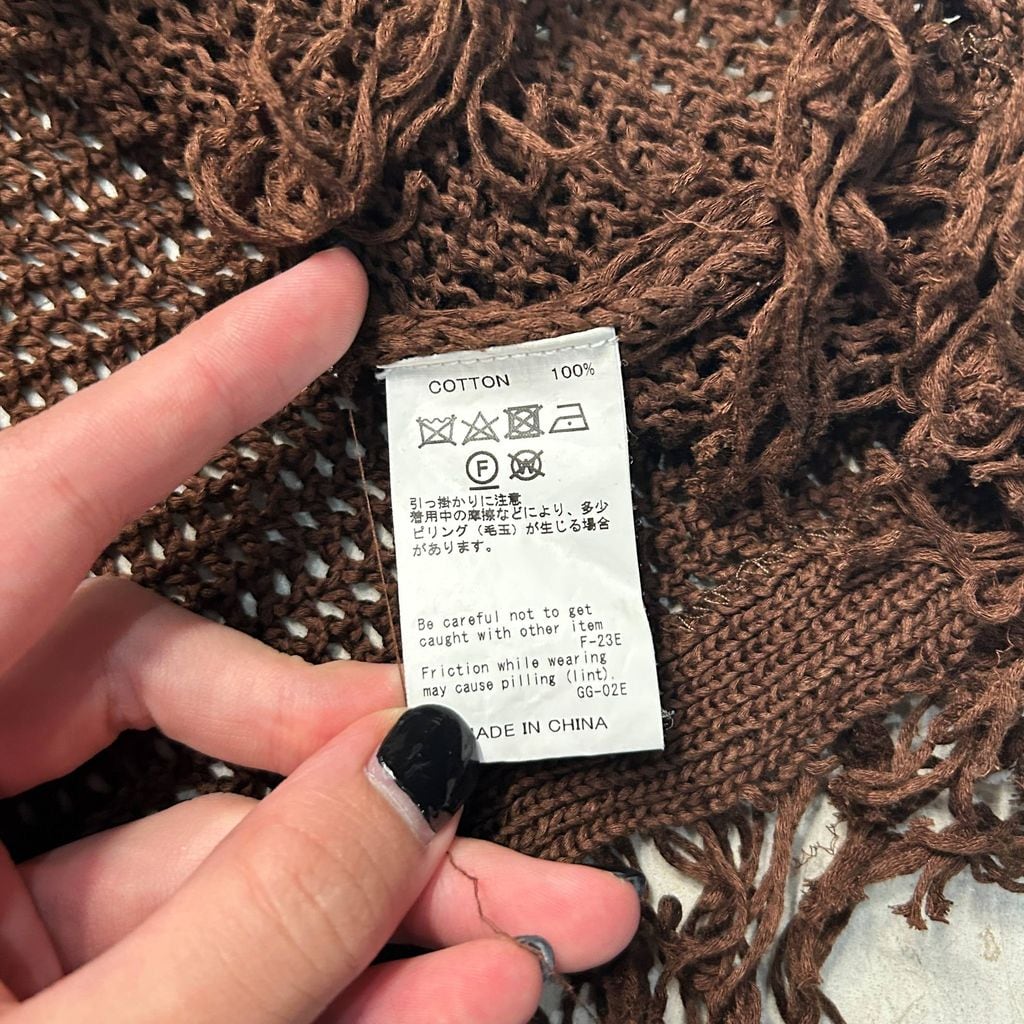 COTTON 100%
F
W
引っ掛かりに注意
着用中の摩擦などにより、多少
ピリング（毛玉）が生じる場合
があります。
Be careful not to get
caught with other item
F-23E
Friction while wearing
may cause pilling (lint).
GG-02E
ADE IN CHINA